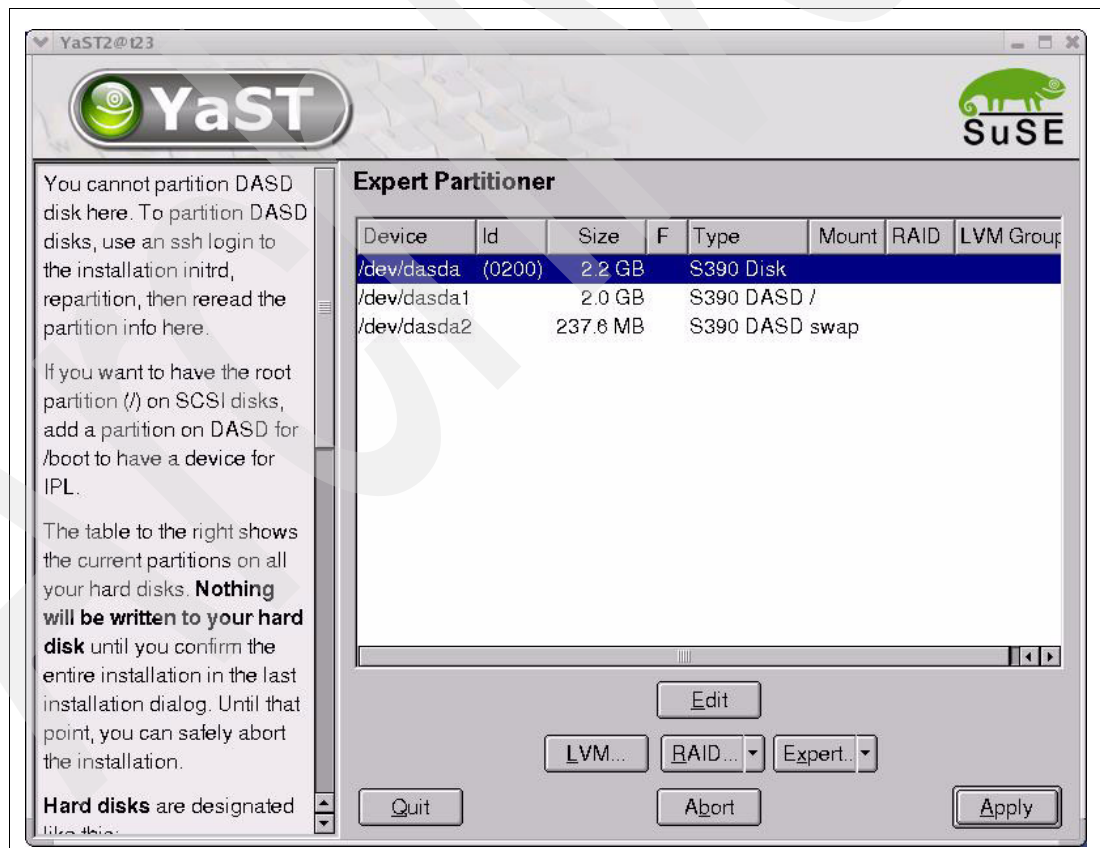 YaST2@t23
YaST
SuSE
You cannot partition DASD
disk here. To partition DASD
disks, use an ssh login to
the installation initrd,
repartition, then reread the
partition info here.
If you want to have the root
partition (/) on SCSI disks,
add a partition on DASD for
/boot to have a device for
IPL.
The table to the right shows
the current partitions on all
your hard disks. Nothing
will be written to your hard
disk until you confirm the
entire installation in the last
installation dialog. Until that
point, you can safely abort
the installation.
Hard disks are designated
like this:
Expert Partitioner
Device Id Size F Type Mount RAID LVM Group
/dev/dasda (0200) 2.2 GB S390 Disk
/dev/dasda1 2.0 GB S390 DASD /
/dev/dasda2 237.6 MB S390 DASD swap
Edit
LVM... RAID... Expert..
Quit Abort Apply